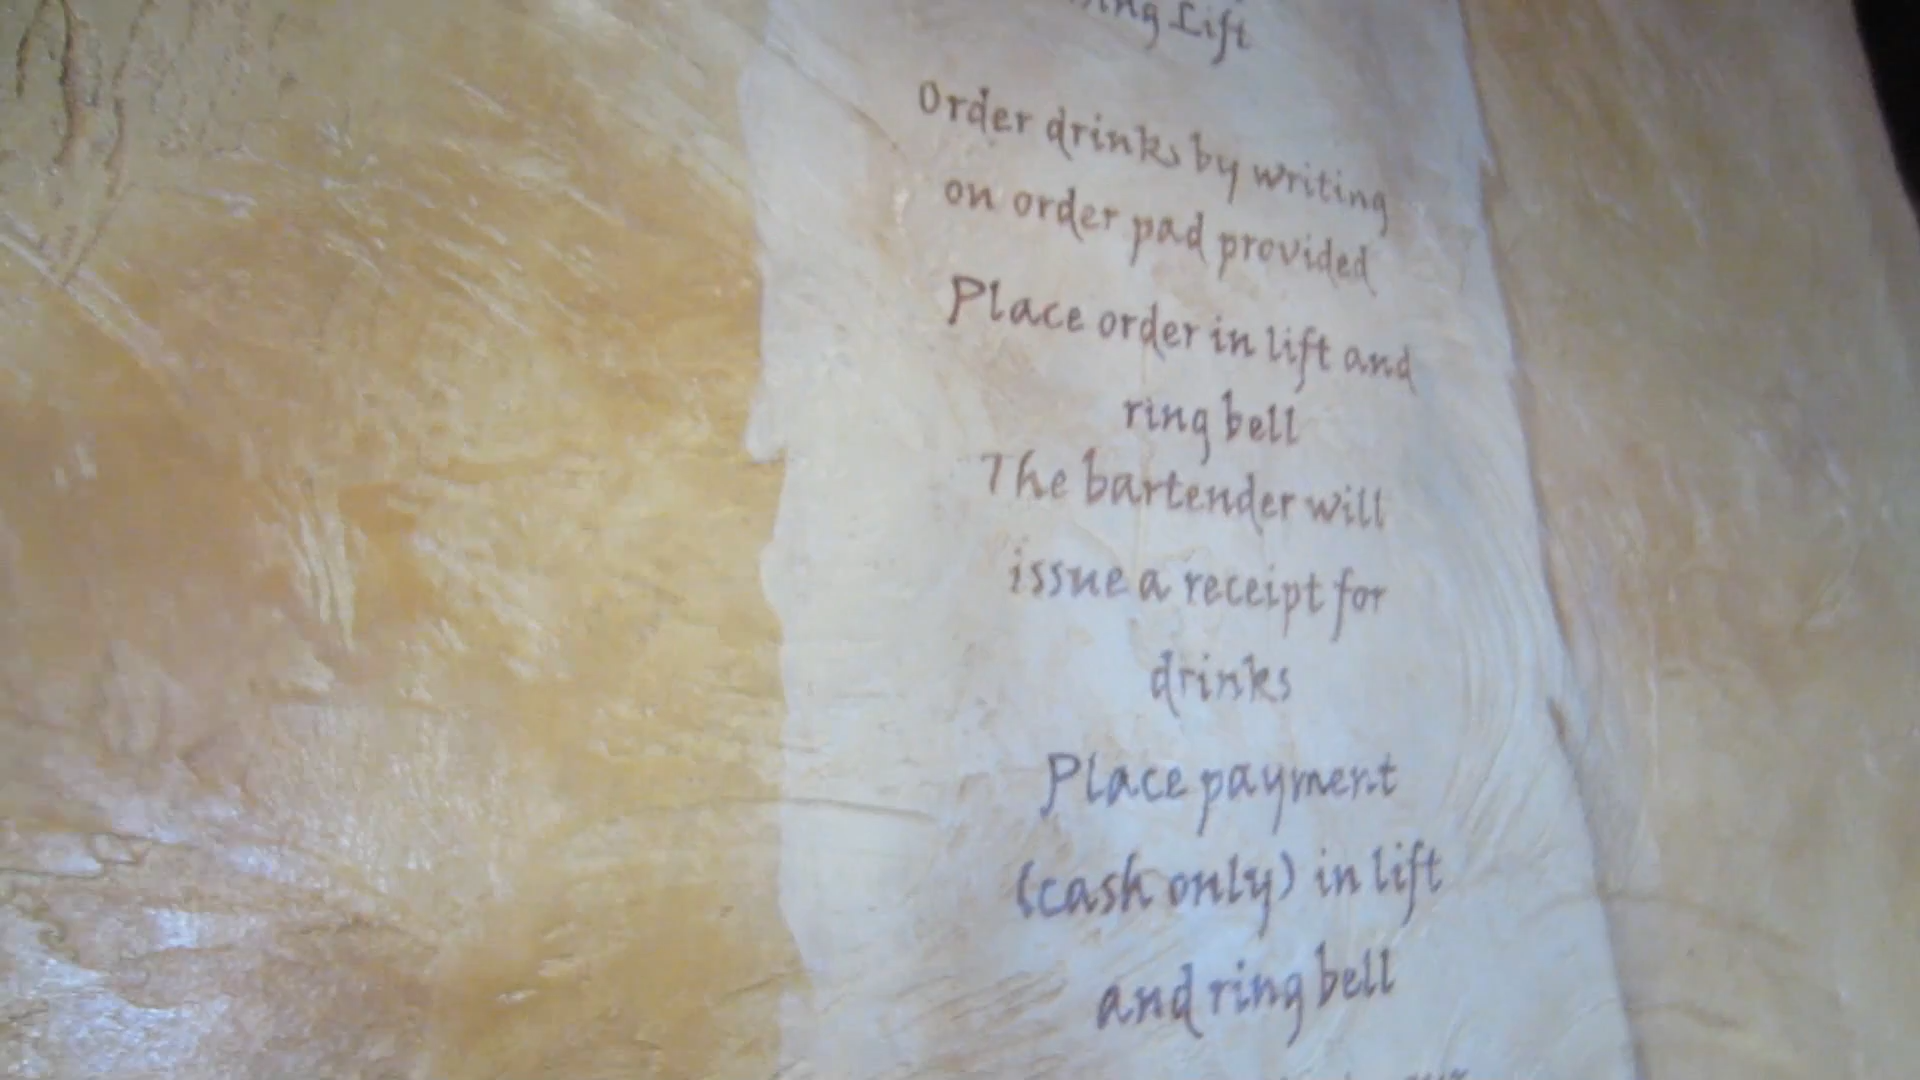 Lift
Order drinks by writing
on order pad provided
Place order in lift and
ring bell
The bartender will
issue a receipt for
drinks
Place payment
(cash only) in lift
and ring bell